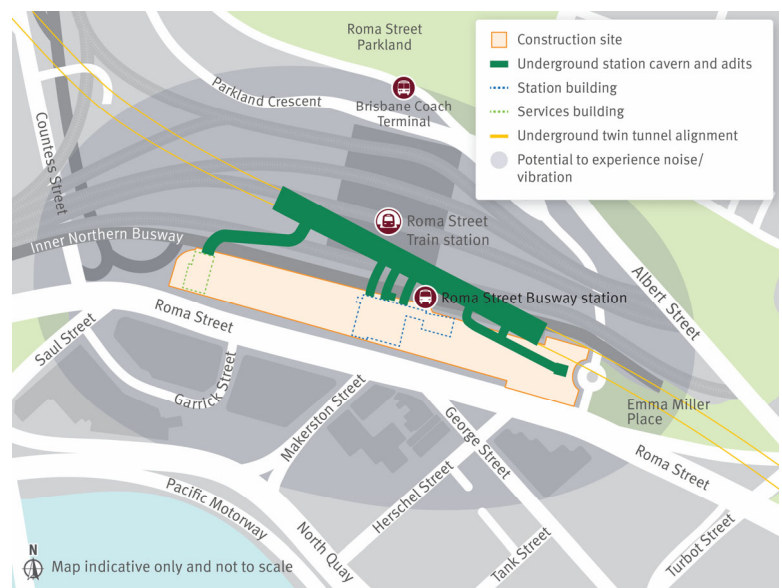 Roma Street
Parkland
Construction site
Underground station cavern and adits
Station building
Services building
Underground twin tunnel alignment
Potential to experience noise/
vibration
Parkland Crescent
Brisbane Coach
Terminal
Countess Street
Inner Northern Busway
Roma Street
Train station
Roma Street Busway station
Albert Street
Roma Street
Saul Street
Garrick Street
Makerston Street
George Street
Emma Miller
Place
Roma Street
Herschel Street
Pacific Motorway
North Quay
Tank Street
Turbot Street
N
Map indicative only and not to scale